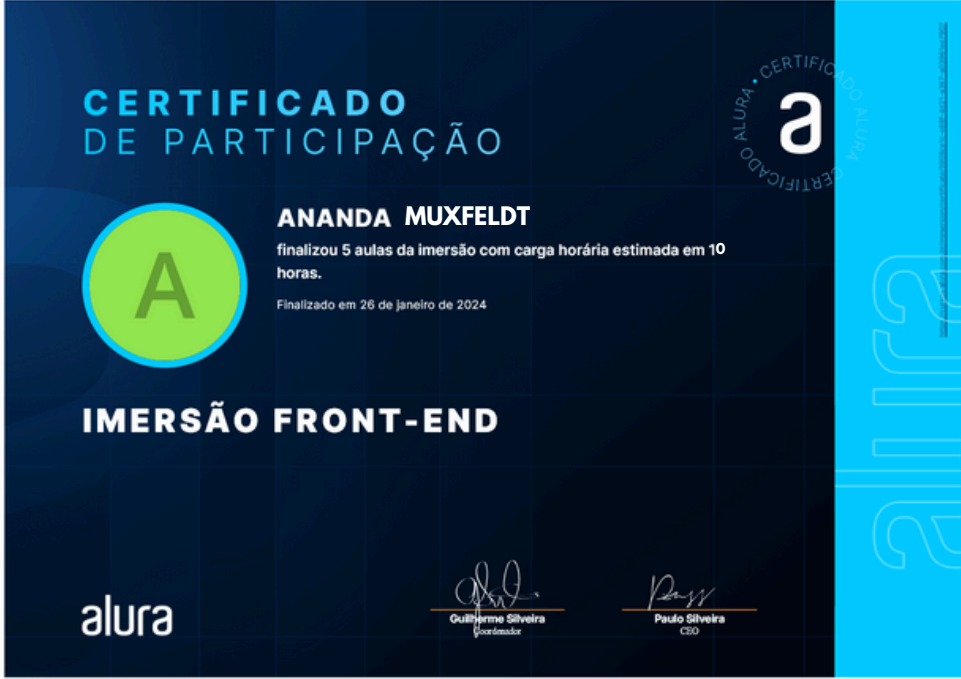 CERTIFICADO
DE PARTICIPAÇÃO
CERTIFICADO ALURA • CERTIFICADO ALURA
a
A
ANANDA MUXFELDT
finalizou 5 aulas da imersão com carga horária estimada em 10
horas.
Finalizado em 26 de janeiro de 2024
IMERSÃO FRONT-END
alura
Guilherme Silveira
Coordenador
Paulo Silveira
CEO
alura